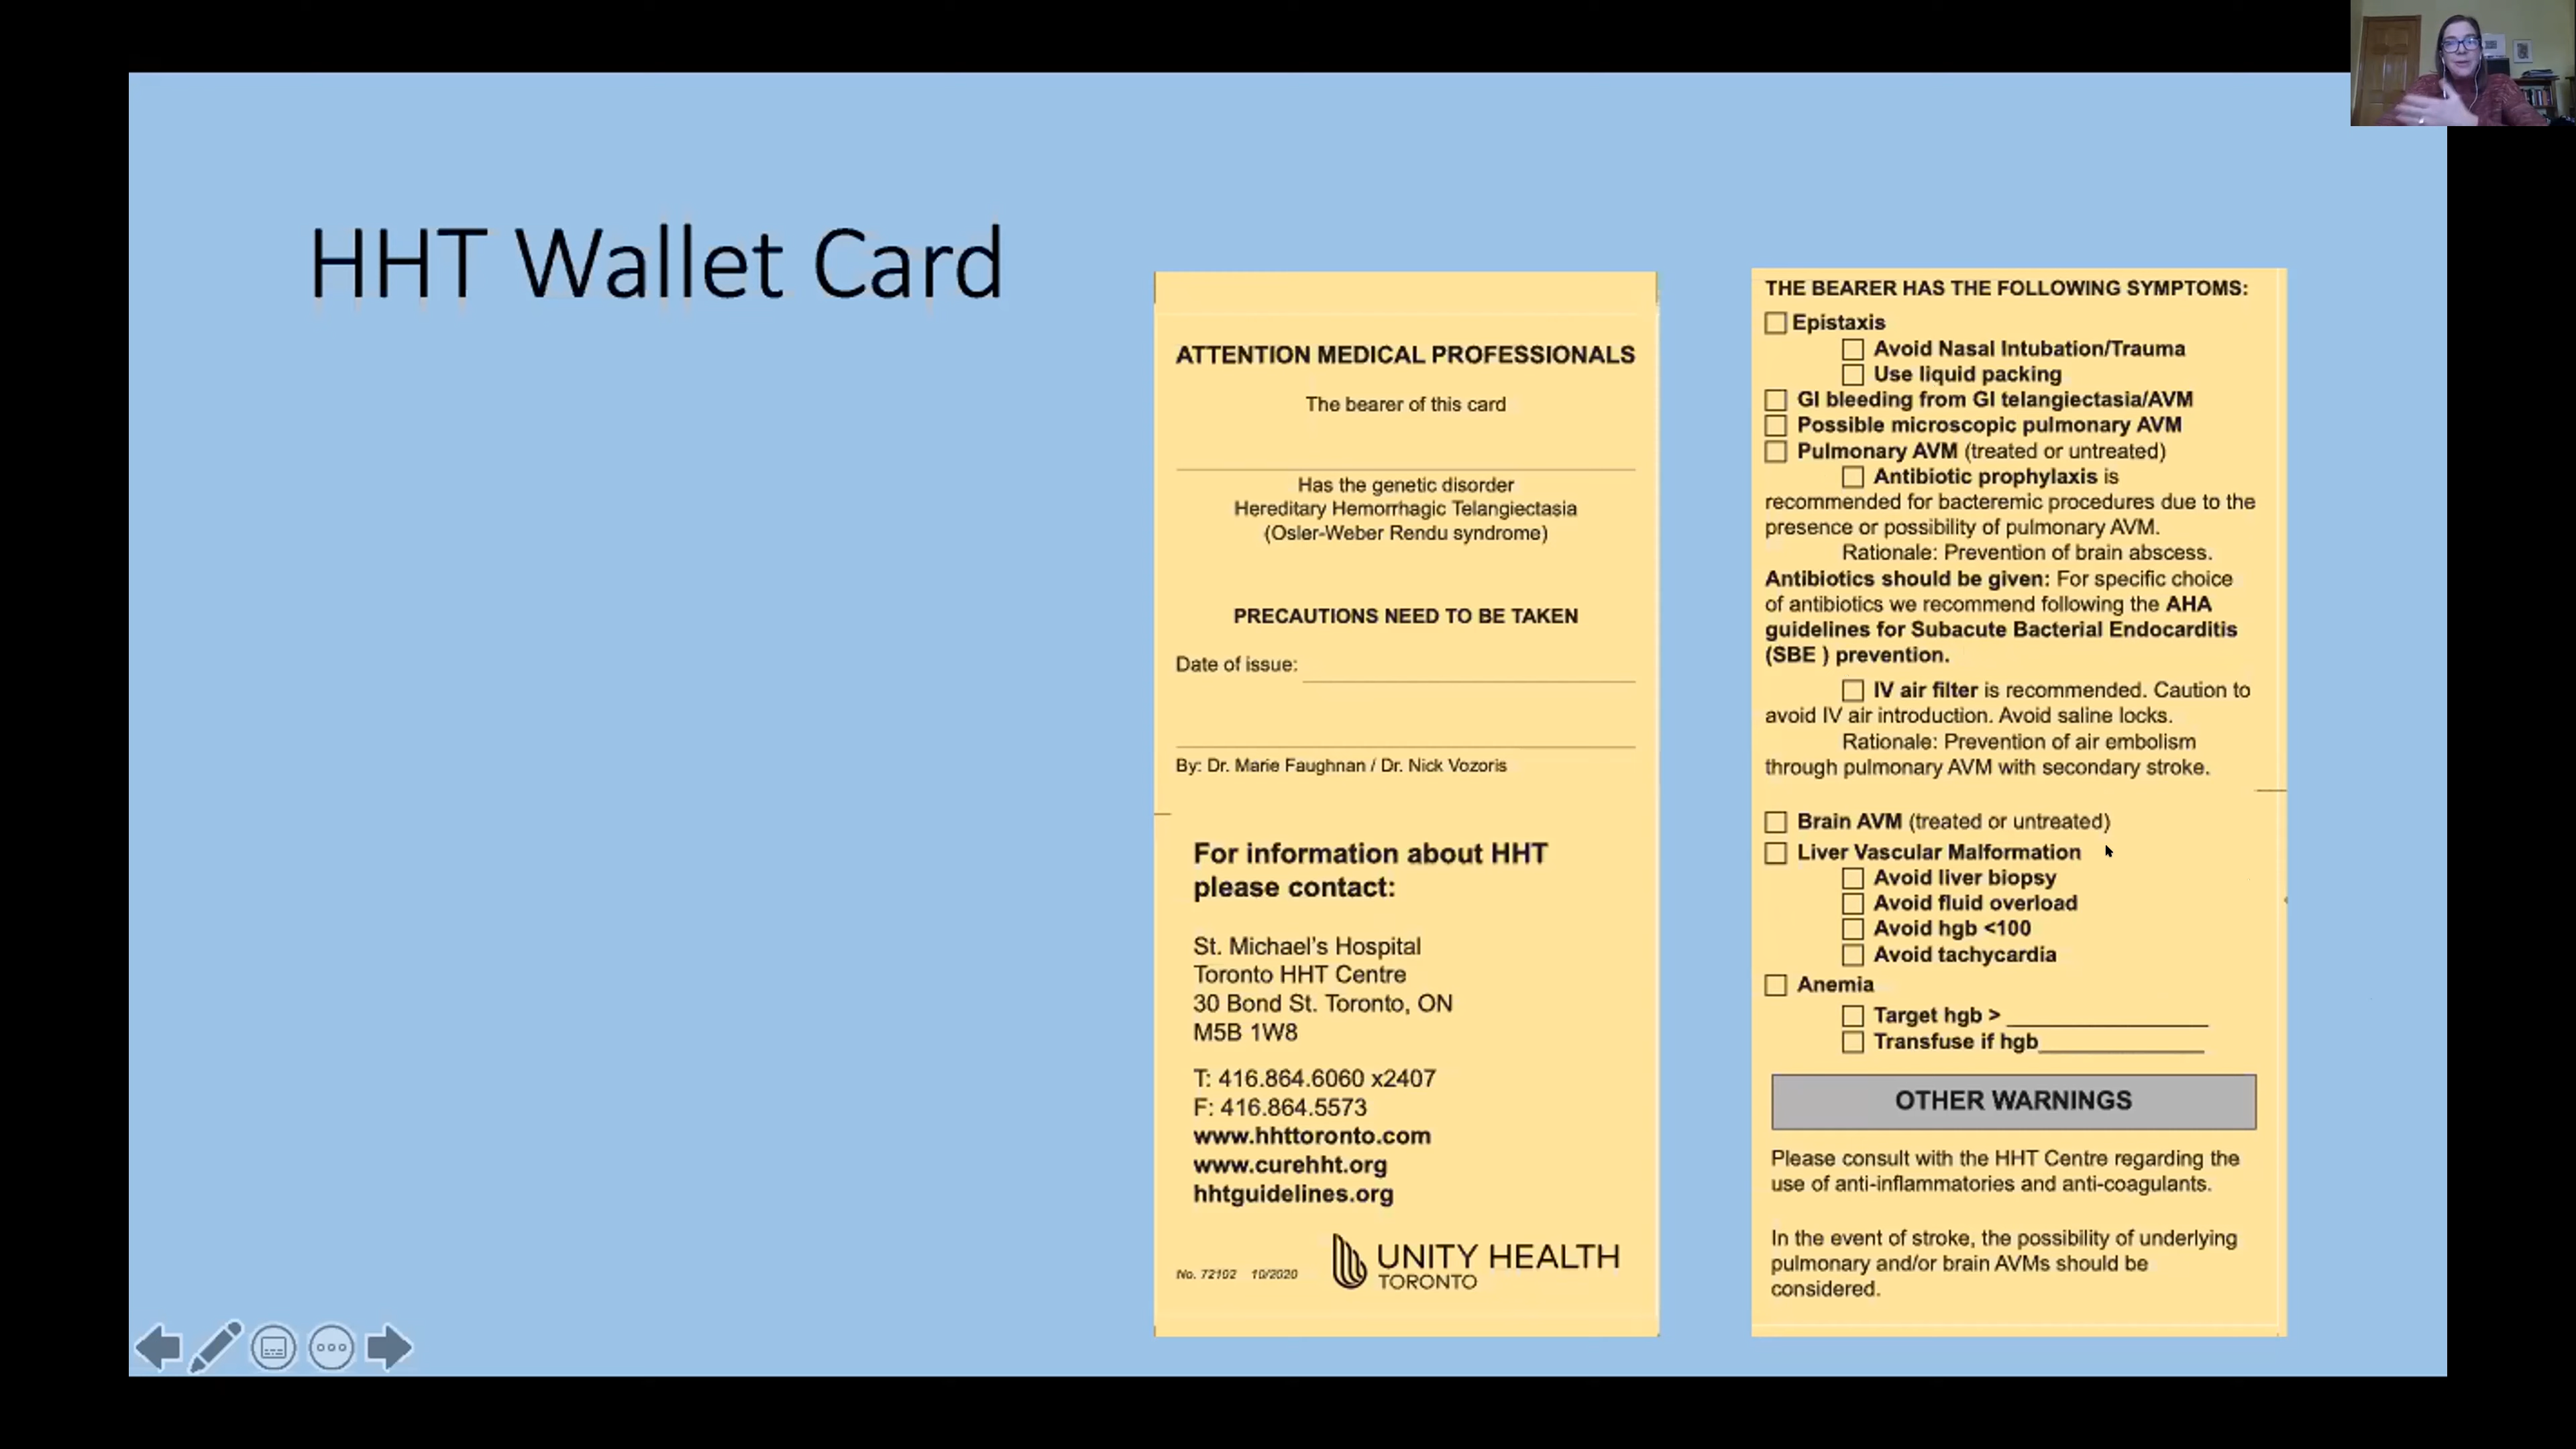 HHT Wallet Card
ATTENTION MEDICAL PROFESSIONALS
The bearer of this card
Has the genetic disorder
Hereditary Hemorrhagic Telangiectasia
(Osler-Weber Rendu syndrome)
PRECAUTIONS NEED TO BE TAKEN
Date of issue:
By: Dr. Marie Faughnan / Dr. Nick Vozoris
For information about HHT
please contact:
St. Michael's Hospital
Toronto HHT Centre
30 Bond St. Toronto, ON
M5B 1W8
T: 416.864.6060 x2407
F: 416.864.5573
www.hhttoronto.com
www.curehht.org
hhtguidelines.org
No. 72102 10/2020
UNITY HEALTH
TORONTO
THE BEARER HAS THE FOLLOWING SYMPTOMS:
Epistaxis
Avoid Nasal Intubation/Trauma
Use liquid packing
GI bleeding from GI telangiectasia/AVM
Possible microscopic pulmonary AVM
Pulmonary AVM (treated or untreated)
Antibiotic prophylaxis is
recommended for bacteremic procedures due to the
presence or possibility of pulmonary AVM.
Rationale: Prevention of brain abscess.
Antibiotics should be given: For specific choice
of antibiotics we recommend following the AHA
guidelines for Subacute Bacterial Endocarditis
(SBE ) prevention.
IV air filter is recommended. Caution to
avoid IV air introduction. Avoid saline locks.
Rationale: Prevention of air embolism
through pulmonary AVM with secondary stroke.
Brain AVM (treated or untreated)
Liver Vascular Malformation
Avoid liver biopsy
Avoid fluid overload
Avoid hgb <100
Avoid tachycardia
Anemia
Target hgb >
Transfuse if hgb
OTHER WARNINGS
Please consult with the HHT Centre regarding the
use of anti-inflammatories and anti-coagulants.
In the event of stroke, the possibility of underlying
pulmonary and/or brain AVMs should be
considered.